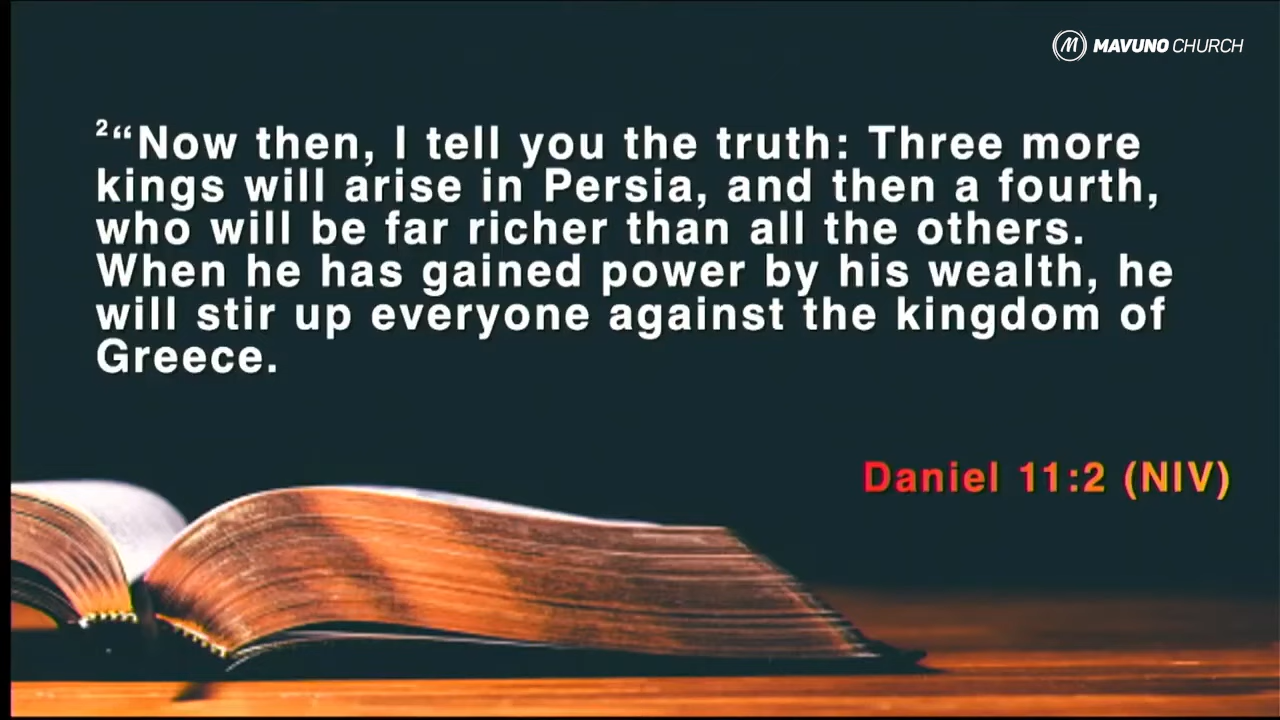 MAVUNO CHURCH
²“Now then, I tell you the truth: Three more
kings will arise in Persia, and then a fourth,
who will be far richer than all the others.
When he has gained power by his wealth, he
will stir up everyone against the kingdom of
Greece.
Daniel 11:2 (NIV)